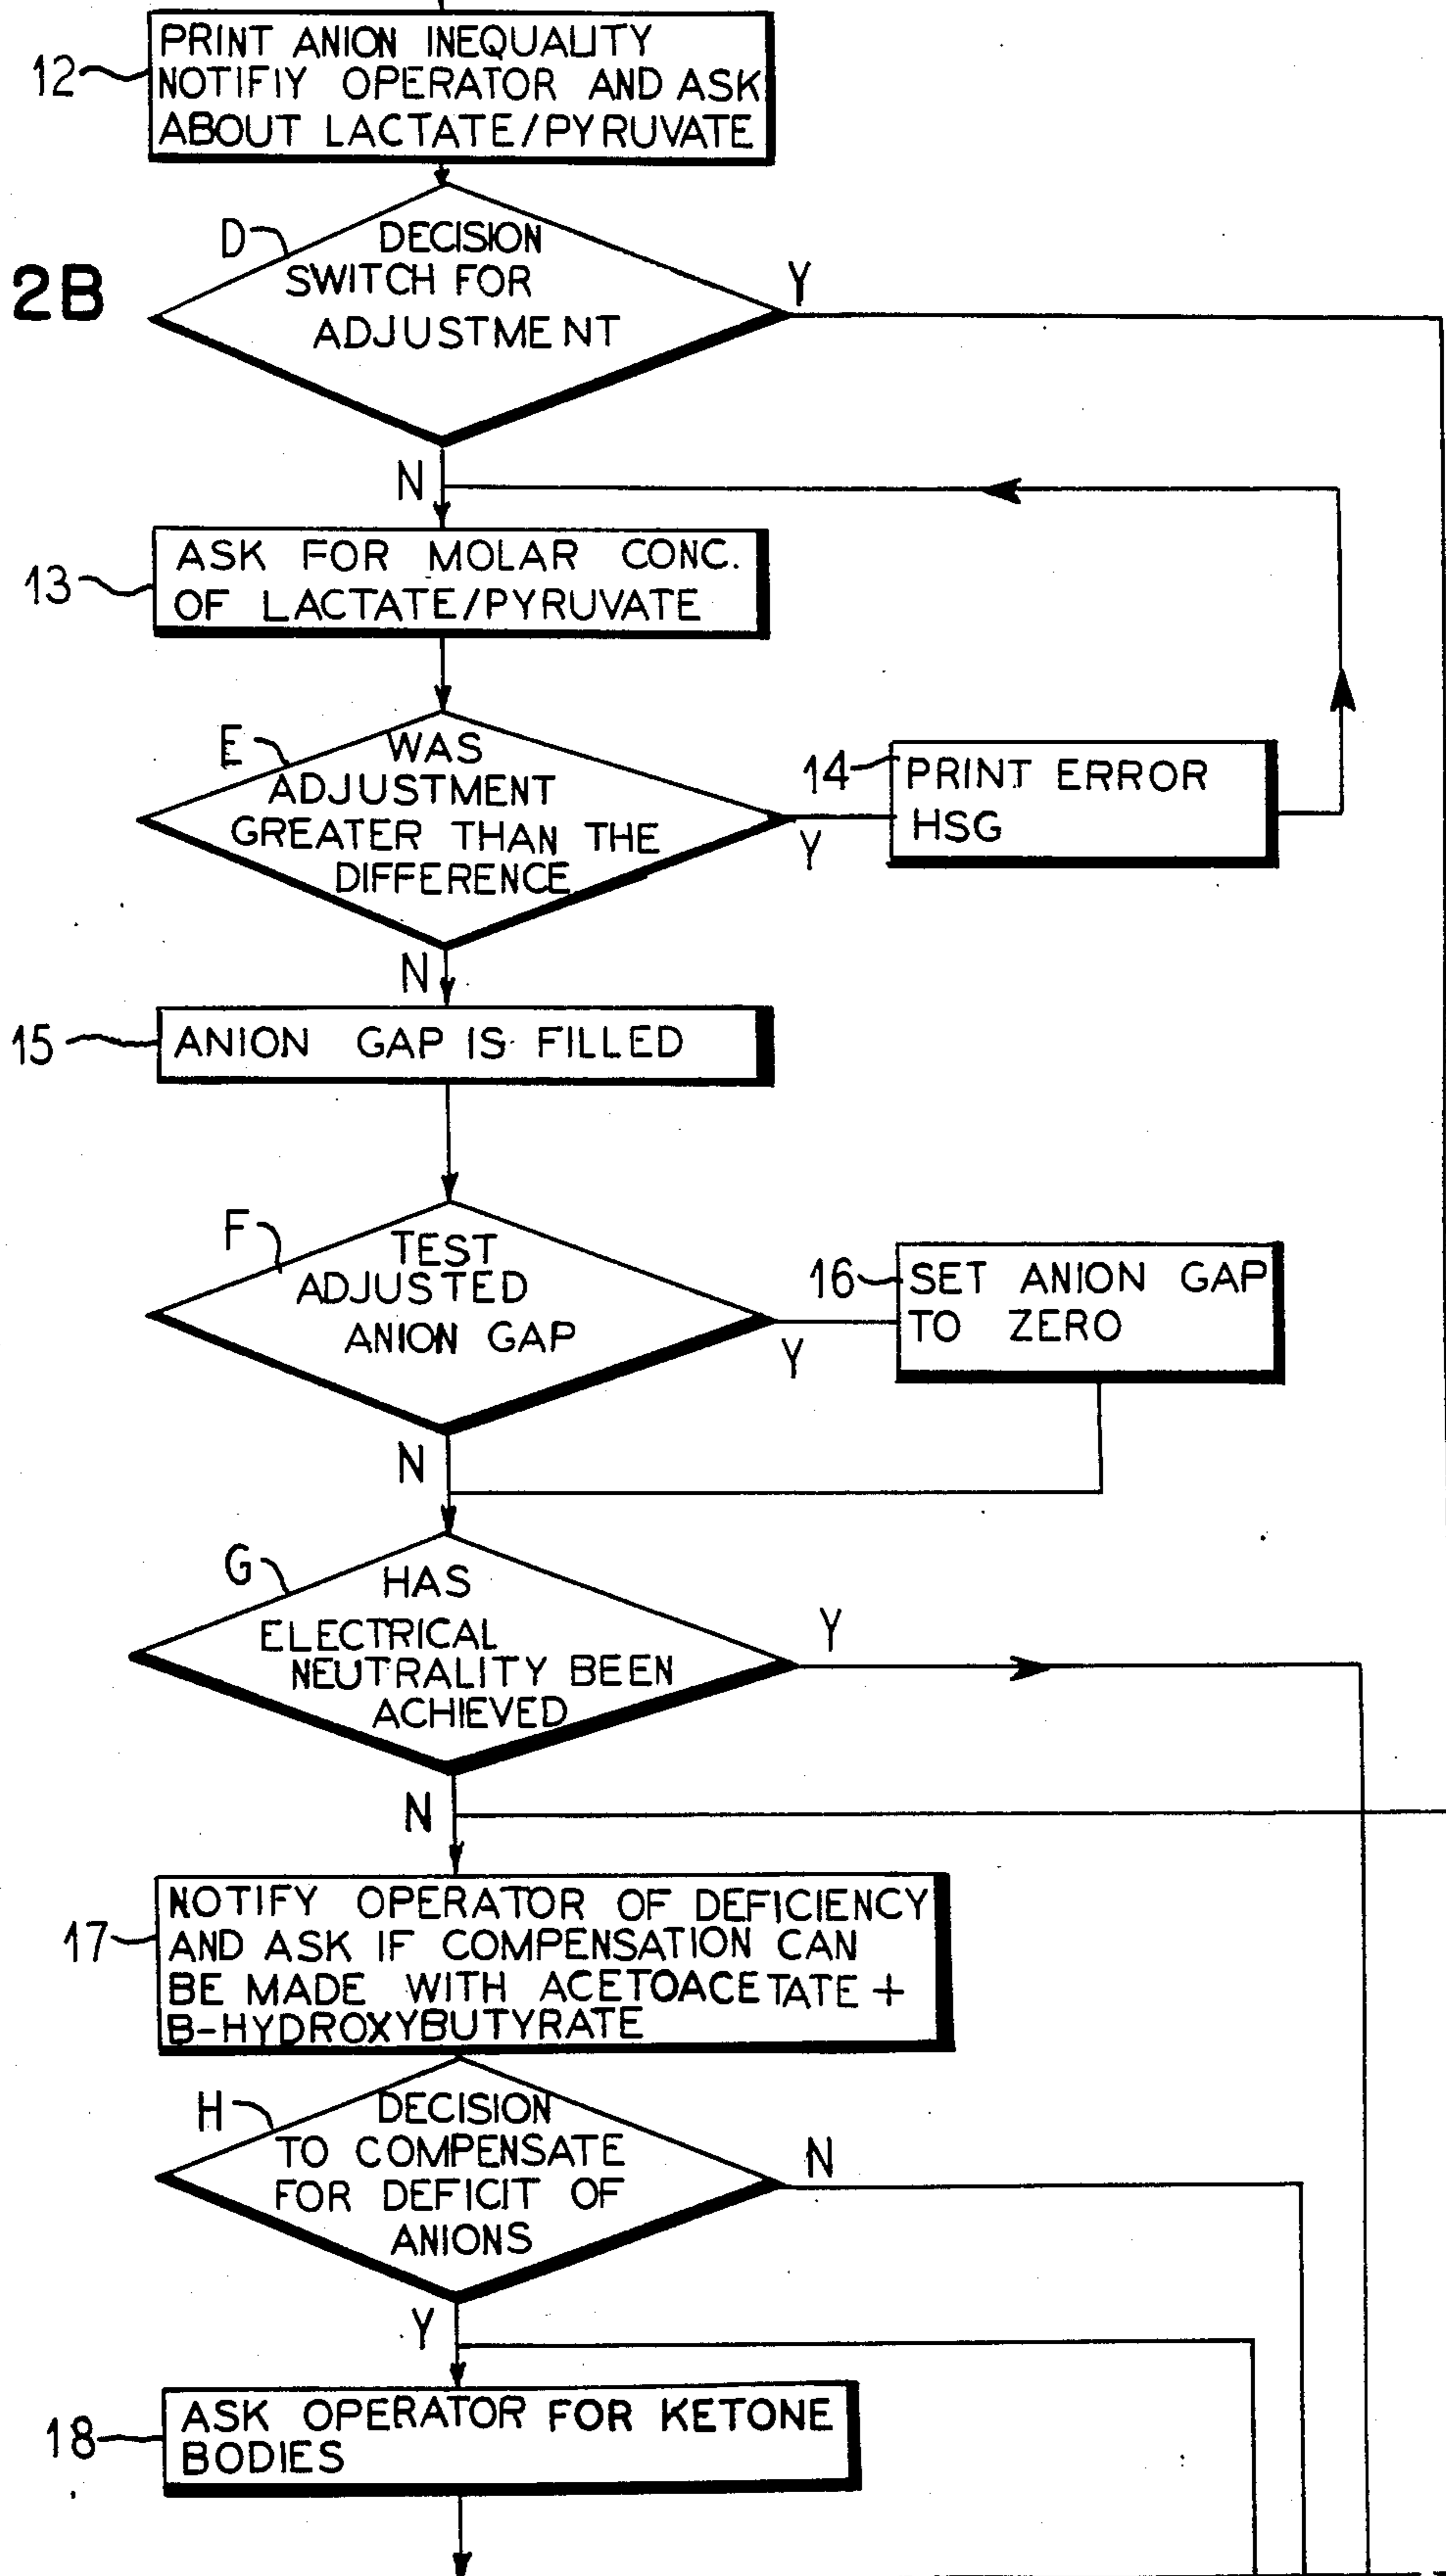 12
PRINT ANION INEQUALITY
NOTIFIY OPERATOR AND ASK
ABOUT LACTATE/PYRUVATE
D
DECISION
SWITCH FOR
ADJUSTMENT
2B
Y
N
13
ASK FOR MOLAR CONC.
OF LACTATE/PYRUVATE
E
WAS
ADJUSTMENT
GREATER THAN THE
DIFFERENCE
Y
14
PRINT ERROR
HSG
N
15
ANION GAP IS FILLED
F
TEST
ADJUSTED
ANION GAP
Y
16
SET ANION GAP
TO ZERO
N
G
HAS
ELECTRICAL
NEUTRALITY BEEN
ACHIEVED
Y
N
17
NOTIFY OPERATOR OF DEFICIENCY
AND ASK IF COMPENSATION CAN
BE MADE WITH ACETOACETATE +
B-HYDROXYBUTYRATE
H
DECISION
TO COMPENSATE
FOR DEFICIT OF
ANIONS
N
Y
18
ASK OPERATOR FOR KETONE
BODIES